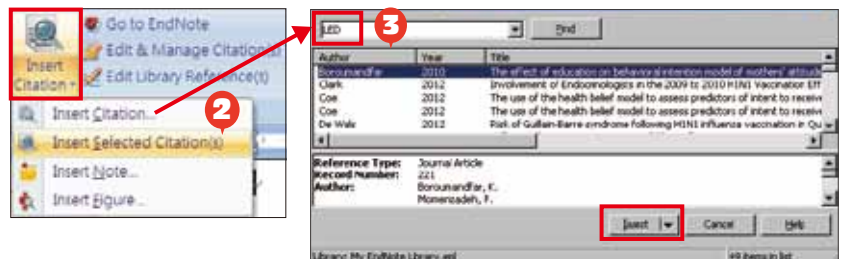 Go to EndNote
Edit & Manage Citation(s)
Edit Library Reference(t)
Insert
Citation
Insert Citation...
2
Insert Selected Citation(s)
Insert Note...
Insert Figure...
3
Find
Author Year Title
Boroumandfar 2010 The effect of education on behavioral intention model of mothers' attitude
Clark 2012 Involvement of Endocrinologists in the 2009 to 2010 H1N1 Vaccination Eff
Coe 2012 The use of the health belief model to assess predictors of intent to receive
Coe 2012 The use of the health belief model to assess predictors of intent to receive
De Wals 2012 Risk of Guillain-Barre syndrome following H1N1 influenza vaccination in Qu
Reference Type: Journal Article
Record Number: 221
Author: Boroumandfar, K.
Momenzadeh, F.
Insert Cancel Help
Library: My EndNote Library.enl 49 items in list